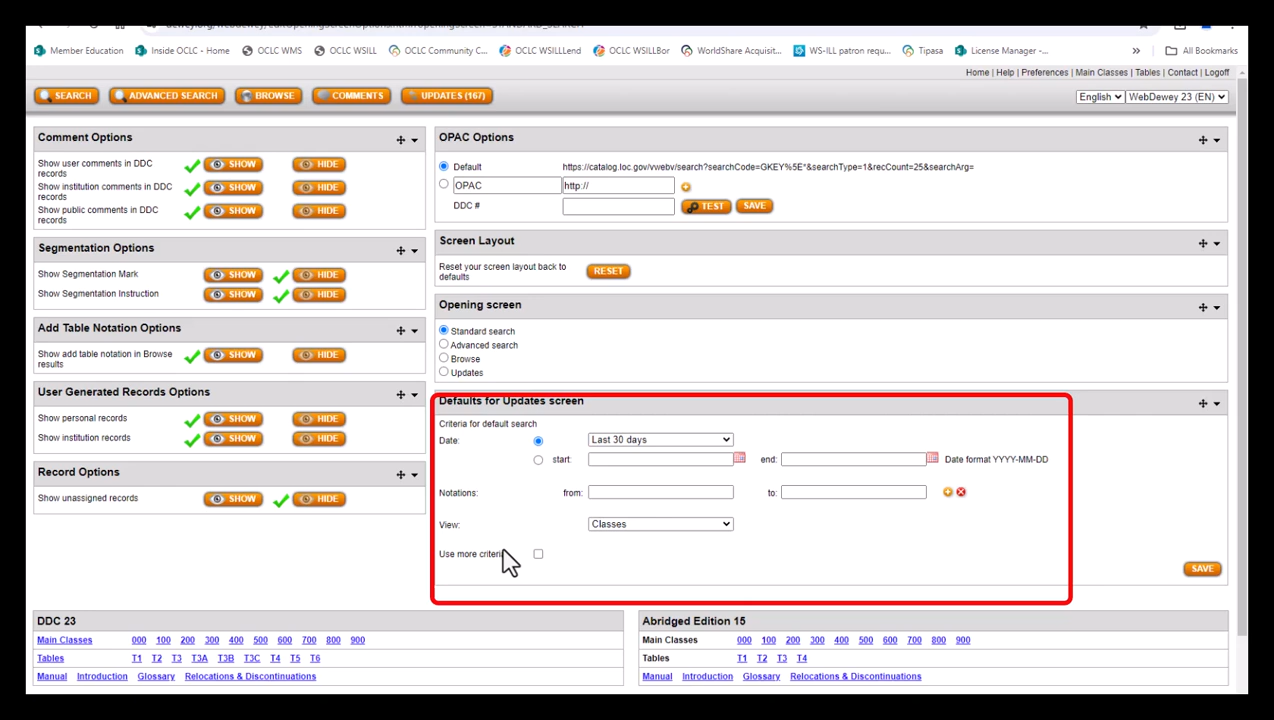 Member Education
Inside OCLC - Home
OCLC WMS
OCLC WSILL
OCLC Community C...
OCLC WSILLend
OCLC WSILLBor
WorldShare Acquisit...
WS-ILL patron requ...
Tipasa
License Manager -...
»
All Bookmarks
Home | Help | Preferences | Main Classes | Tables | Contact | Logoff
SEARCH
ADVANCED SEARCH
BROWSE
COMMENTS
UPDATES (167)
English
WebDewey 23 (EN)
Comment Options
Show user comments in DDC
records
SHOW
HIDE
Show institution comments in DDC
records
SHOW
HIDE
Show public comments in DDC
records
SHOW
HIDE
Segmentation Options
Show Segmentation Mark
SHOW
HIDE
Show Segmentation Instruction
SHOW
HIDE
Add Table Notation Options
Show add table notation in Browse
results
SHOW
HIDE
User Generated Records Options
Show personal records
SHOW
HIDE
Show institution records
SHOW
HIDE
Record Options
Show unassigned records
SHOW
HIDE
OPAC Options
Default
https://catalog.loc.gov/vwebv/search?searchCode=GKEY%5E*&searchType=1&recCount=25&searchArg=
OPAC
http://
DDC #
TEST
SAVE
Screen Layout
Reset your screen layout back to
defaults
RESET
Opening screen
Standard search
Advanced search
Browse
Updates
Defaults for Updates screen
Criteria for default search
Date:
Last 30 days
start:
end:
Date format YYYY-MM-DD
Notations:
from:
to:
View:
Classes
Use more
SAVE
DDC 23
Main Classes 000 100 200 300 400 500 600 700 800 900
Tables T1 T2 T3 T3A T3B T3C T4 T5 T6
Manual Introduction Glossary Relocations & Discontinuations
Abridged Edition 15
Main Classes 000 100 200 300 400 500 600 700 800 900
Tables T1 T2 T3 T4
Manual Introduction Glossary Relocations & Discontinuations